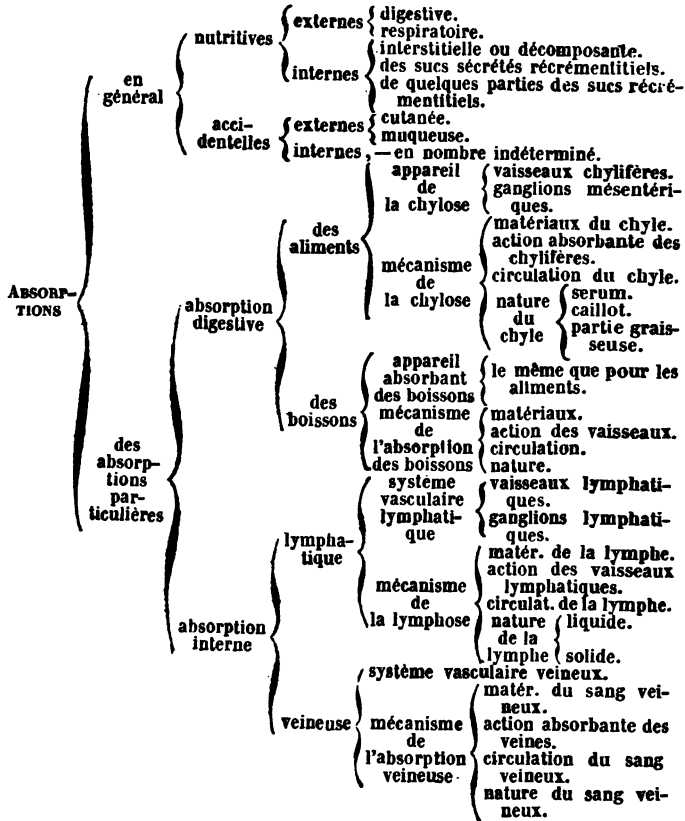 ABSORP-
TIONS
en
général
nutritives
externes
digestive.
respiratoire.
internes
interstitielle ou décomposante.
des sucs sécrétés récrémentitiels.
de quelques parties des sucs récré-
mentitiels.
acci-
dentelles
externes
cutanée.
muqueuse.
internes, — en nombre indéterminé.
des
absorp-
tions
par-
ticulières
absorption
digestive
des
aliments
appareil
de
la chylose
vaisseaux chylifères.
ganglions mésentéri-
ques.
mécanisme
de
la chylose
matériaux du chyle.
action absorbante des
chylifères.
circulation du chyle.
nature
du
chyle
serum.
caillot.
partie grais-
seuse.
des
boissons
appareil
absorbant
des boissons
le même que pour les
aliments.
mécanisme
de
l'absorption
des boissons
matériaux.
action des vaisseaux.
circulation.
nature.
absorption
interne
lympha-
tique
système
vasculaire
lymphati-
que
vaisseaux lymphati-
ques.
ganglions lymphati-
ques.
mécanisme
de
la lymphose
matér. de la lymphe.
action des vaisseaux
lymphatiques.
circulat. de la lymphe.
nature
de la
lymphe
liquide.
solide.
veineuse
système vasculaire veineux.
mécanisme
de
l'absorption
veineuse
matér. du sang vei-
neux.
action absorbante des
veines.
circulation du sang
veineux.
nature du sang vei-
neux.